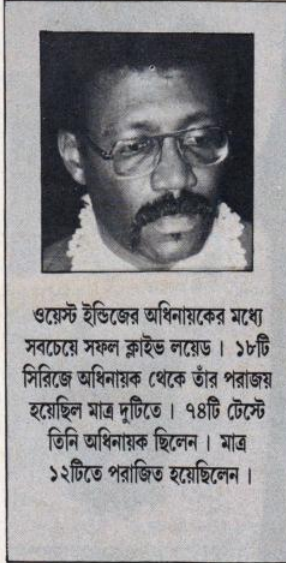 ওয়েস্ট ইন্ডিজের অধিনায়কের মধ্যে
সবচেয়ে সফল ক্লাইভ লয়েড । ১৮টি
সিরিজে অধিনায়ক থেকে তাঁর পরাজয়
হয়েছিল মাত্র দুটিতে । ৭৪টি টেস্টে
তিনি অধিনায়ক ছিলেন । মাত্র
১২টিতে পরাজিত হয়েছিলেন ।